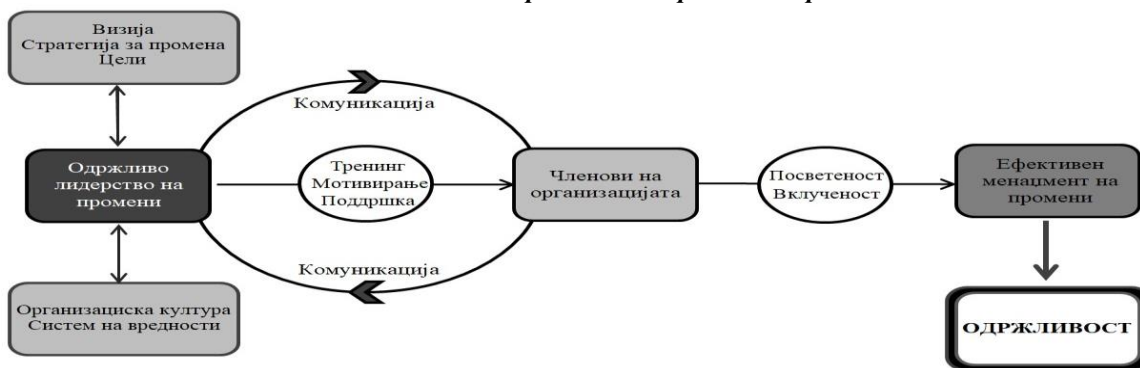 Визија
Стратегија за промена
Цели
Комуникација
Одржливо
лидерство на
промени
Тренинг
Мотивирање
Поддршка
Членови на
организацијата
Посветеност
Вклученост
Ефективен
менаџмент на
промени
Комуникација
Организациска култура
Систем на вредности
ОДРЖЛИВОСТ